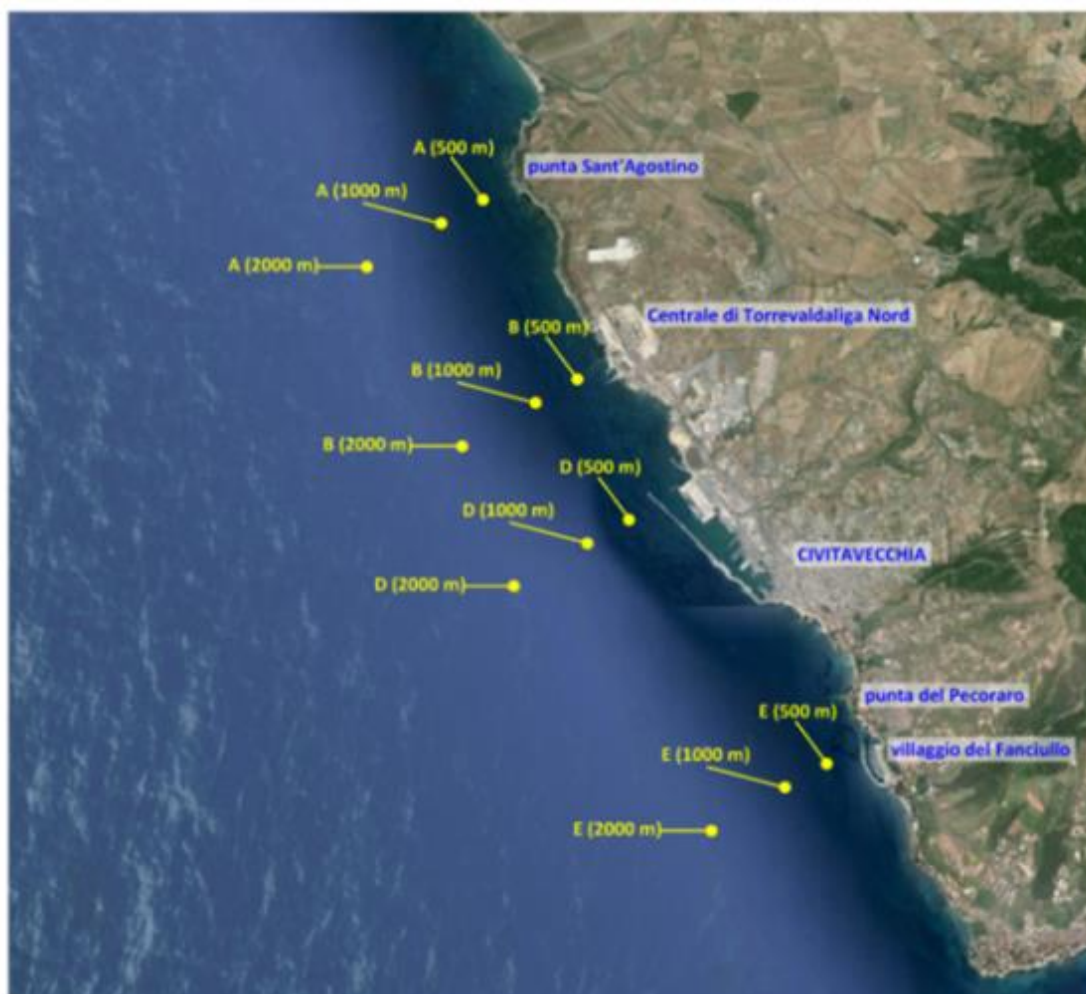 A (500 m)
punta Sant'Agostino
A (1000 m)
A (2000 m)
Centrale di Torrevaldaliga Nord
B (500 m)
B (1000 m)
B (2000 m)
D (500 m)
D (1000 m)
CIVITAVECCHIA
D (2000 m)
punta del Pecoraro
E (500 m)
villaggio del Fanciullo
E (1000 m)
E (2000 m)